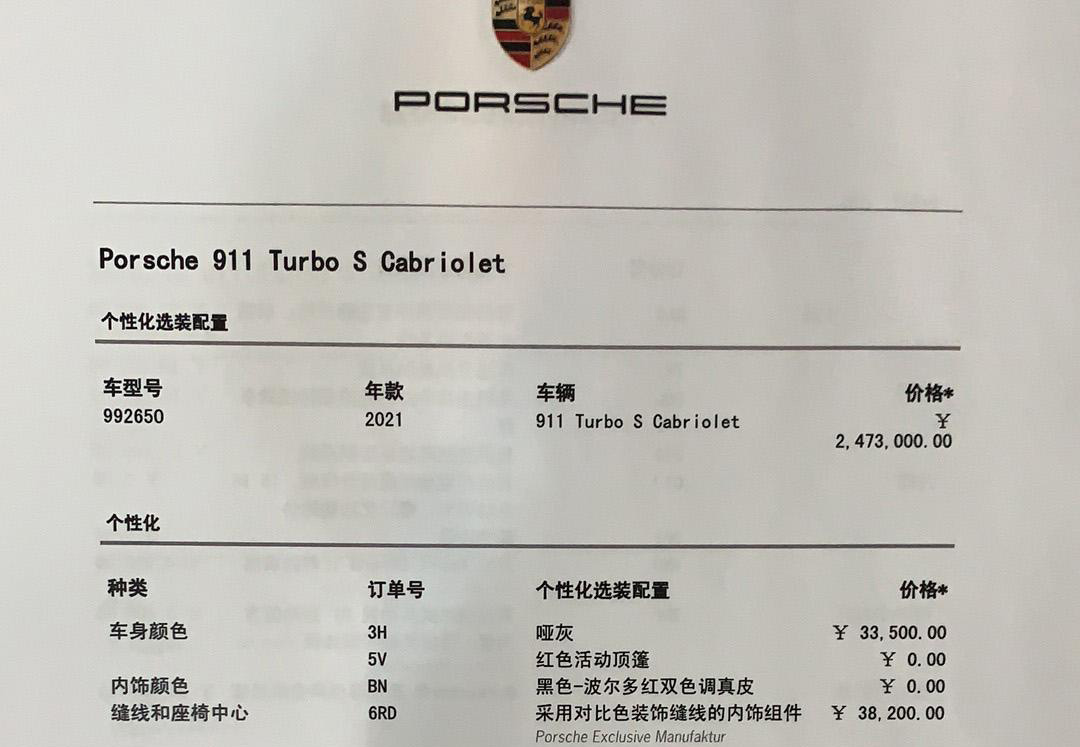 PORSCHE
Porsche 911 Turbo S Cabriolet
个性化选装配置
车型号 年款 车辆 价格*
992650 2021 911 Turbo S Cabriolet ¥
2,473,000.00
个性化
种类 订单号 个性化选装配置 价格*
车身颜色 3H 哑灰 ¥ 33,500.00
5V 红色活动顶篷 ¥ 0.00
内饰颜色 BN 黑色-波尔多红双色调真皮 ¥ 0.00
缝线和座椅中心 6RD 采用对比色装饰缝线的内饰组件 ¥ 38,200.00
Porsche Exclusive Manufaktur